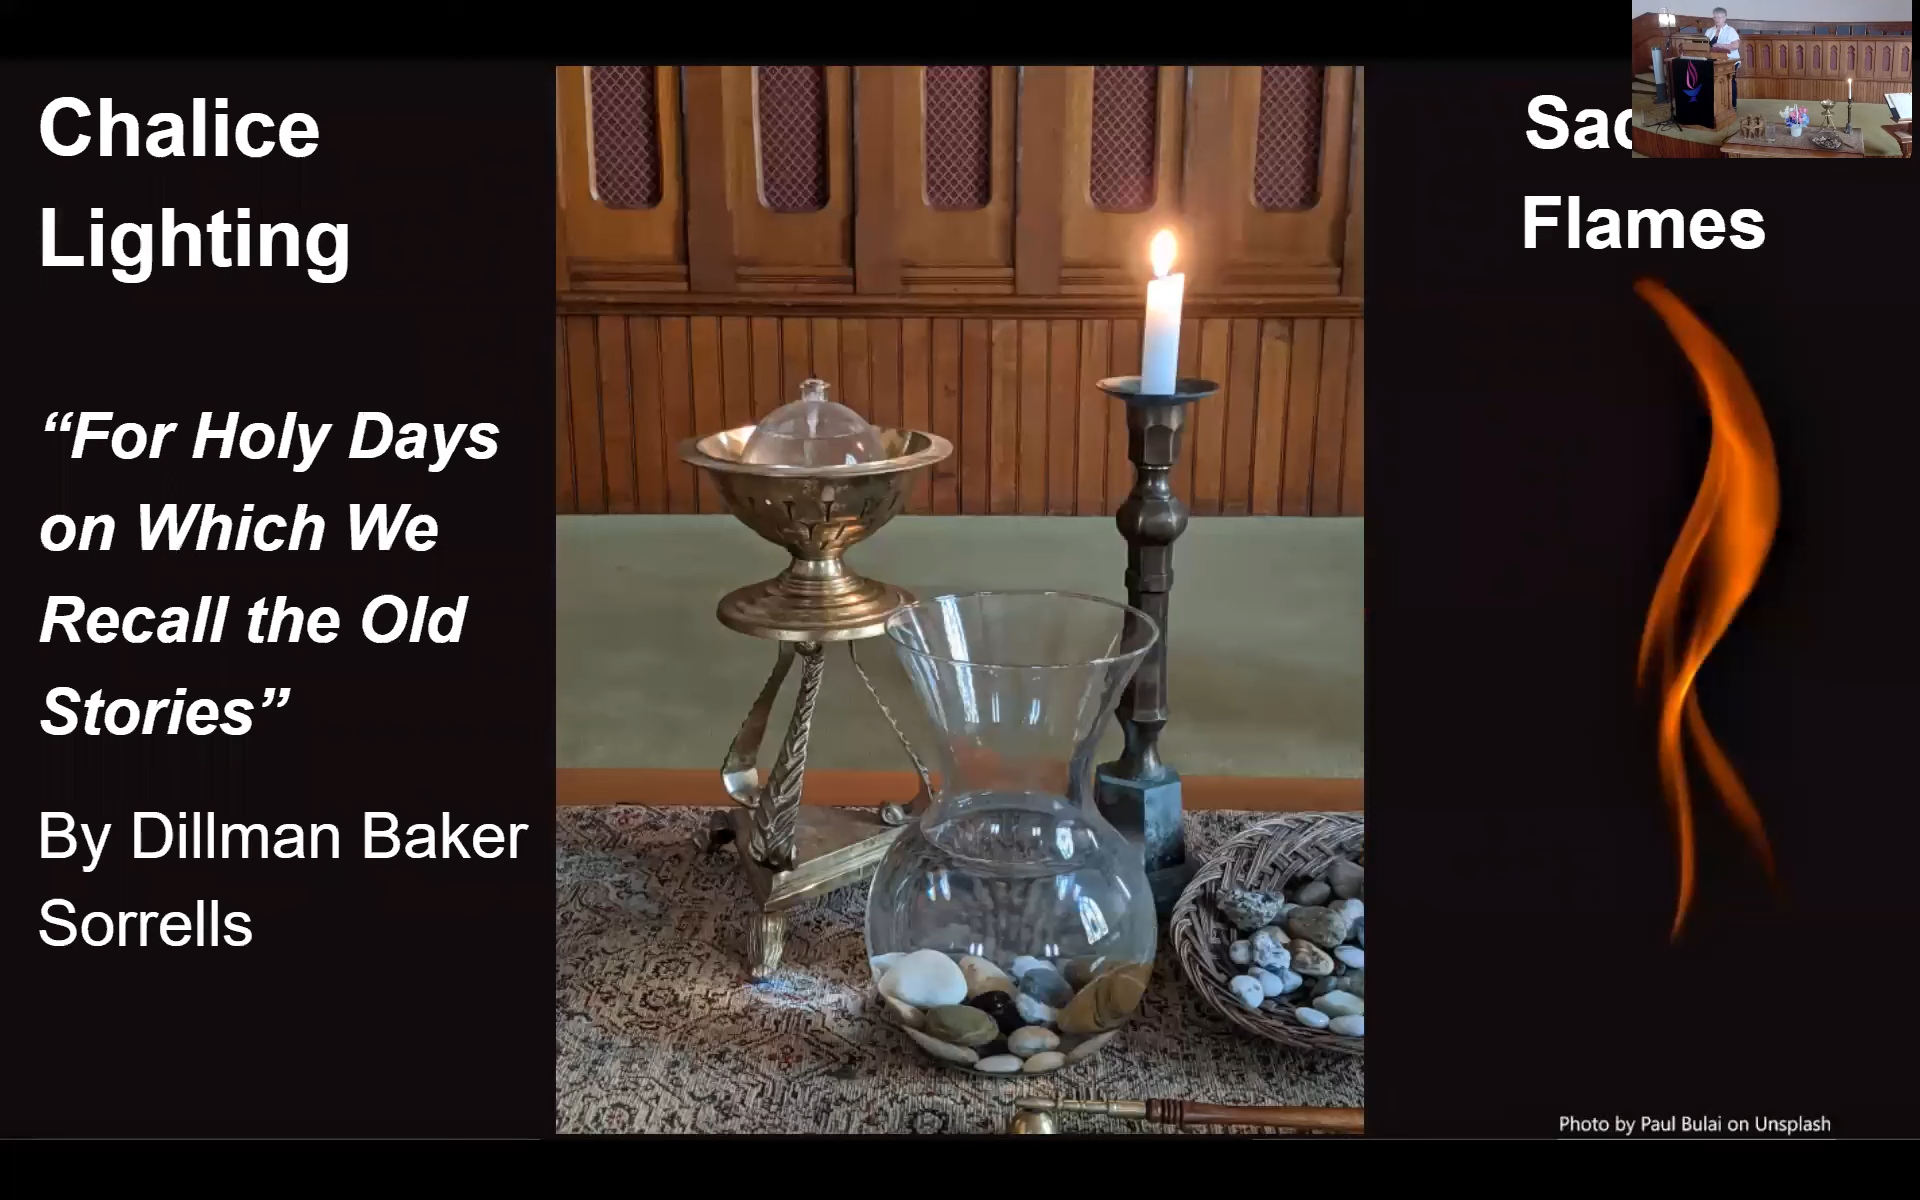 Chalice
Lighting
“For Holy Days
on Which We
Recall the Old
Stories”
By Dillman Baker
Sorrells
Flames
Photo by Paul Bulai on Unsplash